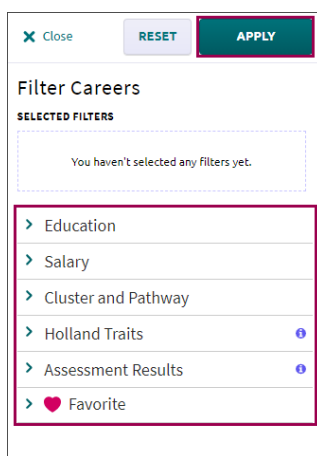 Close
RESET
APPLY
Filter Careers
SELECTED FILTERS
You haven't selected any filters yet.
Education
Salary
Cluster and Pathway
Holland Traits
Assessment Results
Favorite